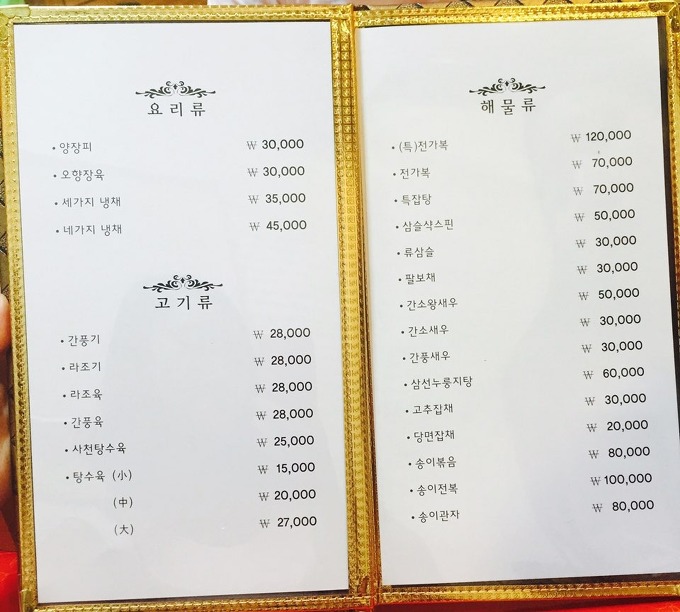 요리류
• 양장피 ₩ 30,000
• 오향장육 ₩ 30,000
• 세가지 냉채 ₩ 35,000
• 네가지 냉채 ₩ 45,000
고기류
• 간풍기 ₩ 28,000
• 라조기 ₩ 28,000
• 라조육 ₩ 28,000
• 간풍육 ₩ 28,000
• 사천탕수육 ₩ 25,000
• 탕수육 (小) ₩ 15,000
(中) ₩ 20,000
(大) ₩ 27,000
해물류
• (특)전가복 ₩ 120,000
• 전가복 ₩ 70,000
• 특잡탕 ₩ 70,000
• 삼슬샥스핀 ₩ 50,000
• 류삼슬 ₩ 30,000
• 팔보채 ₩ 30,000
• 간소왕새우 ₩ 50,000
• 간소새우 ₩ 30,000
• 간풍새우 ₩ 30,000
• 삼선누룽지탕 ₩ 60,000
• 고추잡채 ₩ 30,000
• 당면잡채 ₩ 20,000
• 송이볶음 ₩ 80,000
• 송이전복 ₩ 100,000
• 송이관자 ₩ 80,000